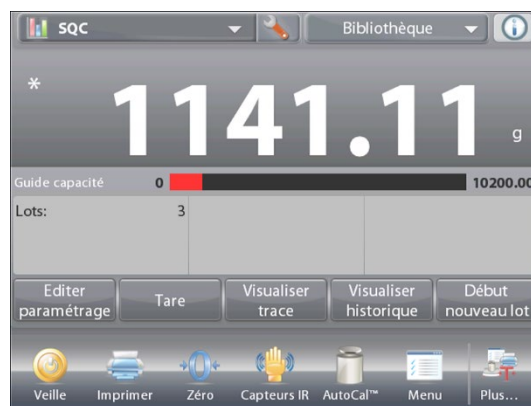 SQC Bibliothèque
* 1141.11 g
Guide capacité 0 10200.00
Lots: 3
Editer paramétrage
Tare
Visualiser trace
Visualiser historique
Début nouveau lot
Veille Imprimer Zéro Capteurs IR AutoCal™ Menu Plus...